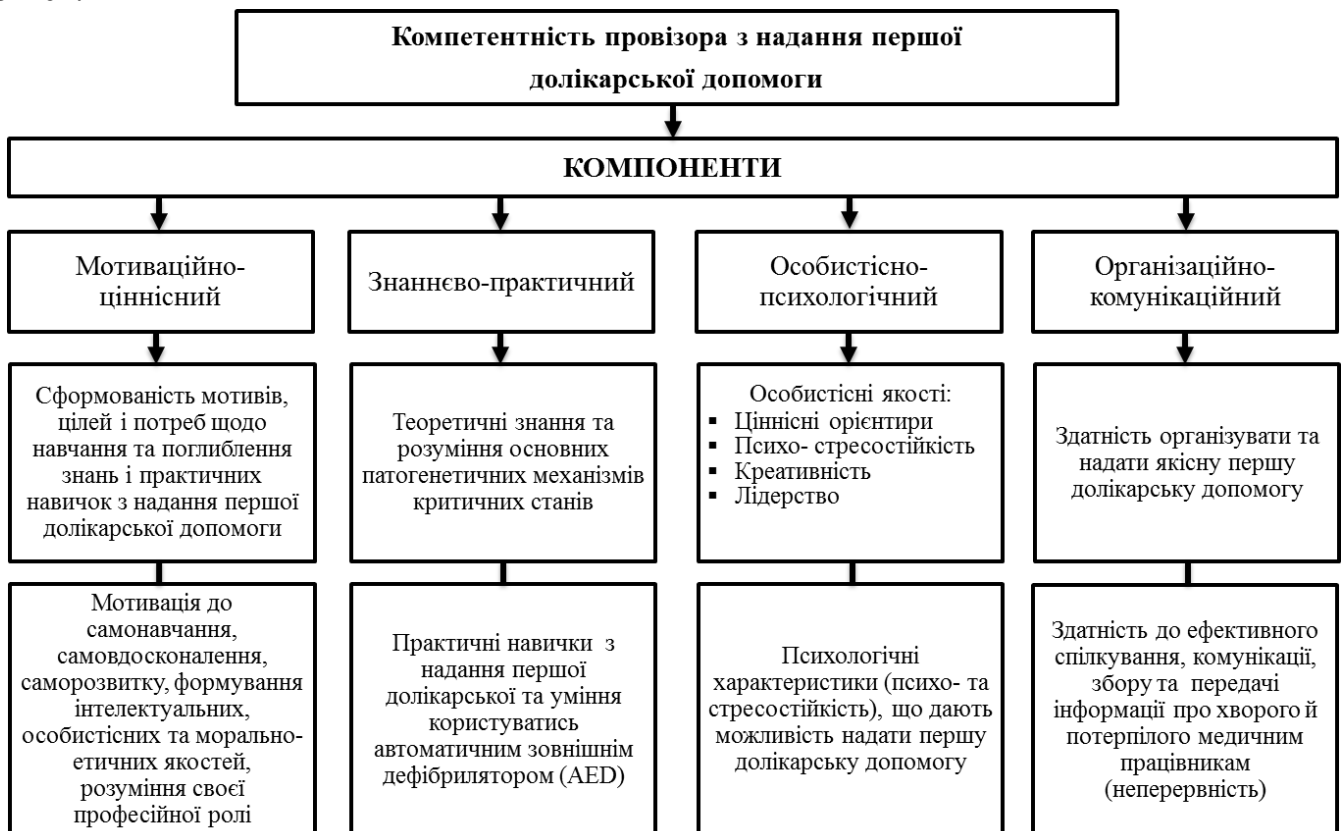 Компетентність провізора з надання першої
долікарської допомоги
КОМПОНЕНТИ
Мотиваційно-
ціннісний
Знаннєво-практичний
Особистісно-
психологічний
Організаційно-
комунікаційний
Сформованість мотивів,
цілей і потреб щодо
навчання та поглиблення
знань і практичних
навичок з надання першої
долікарської допомоги
Теоретичні знання та
розуміння основних
патогенетичних механізмів
критичних станів
Особистісні якості:
▪ Ціннісні орієнтири
▪ Психо- стресостійкість
▪ Креативність
▪ Лідерство
Здатність організувати та
надати якісну першу
долікарську допомогу
Мотивація до
самонавчання,
самовдосконалення,
саморозвитку, формування
інтелектуальних,
особистісних та морально-
етичних якостей,
розуміння своєї
професійної ролі
Практичні навички з
надання першої
долікарської та уміння
користуватись
автоматичним зовнішнім
дефібрилятором (AED)
Психологічні
характеристики (психо- та
стресостійкість), що дають
можливість надати першу
долікарську допомогу
Здатність до ефективного
спілкування, комунікації,
збору та передачі
інформації про хворого й
потерпілого медичним
працівникам
(неперервність)